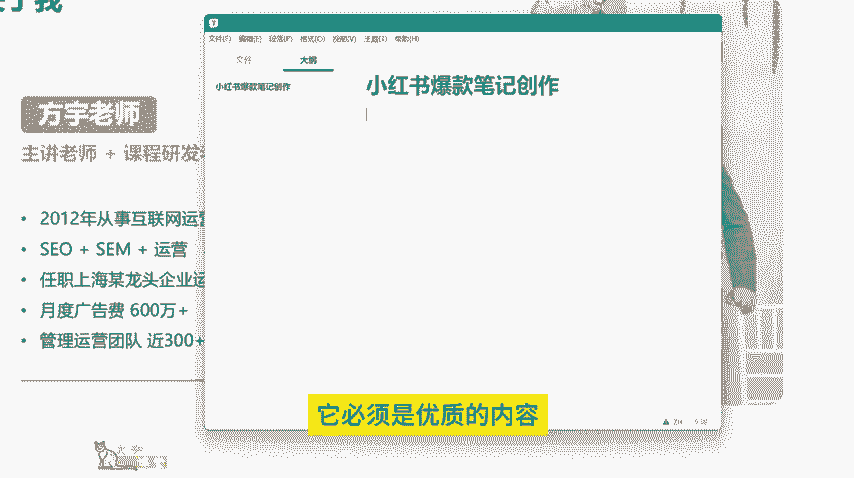 关于我
方宇老师
主讲老师 + 课程研发
• 2012年从事互联网运营
• SEO + SEM + 运营
• 任职上海某龙头企业运
• 月度广告费 600万+
• 管理运营团队 近300+
文件(F) 编辑(E) 段落(P) 格式(O) 视图(V) 主题(T) 帮助(H)
文件 大纲
小红书爆款笔记创作
小红书爆款笔记创作
它必须是优质的内容